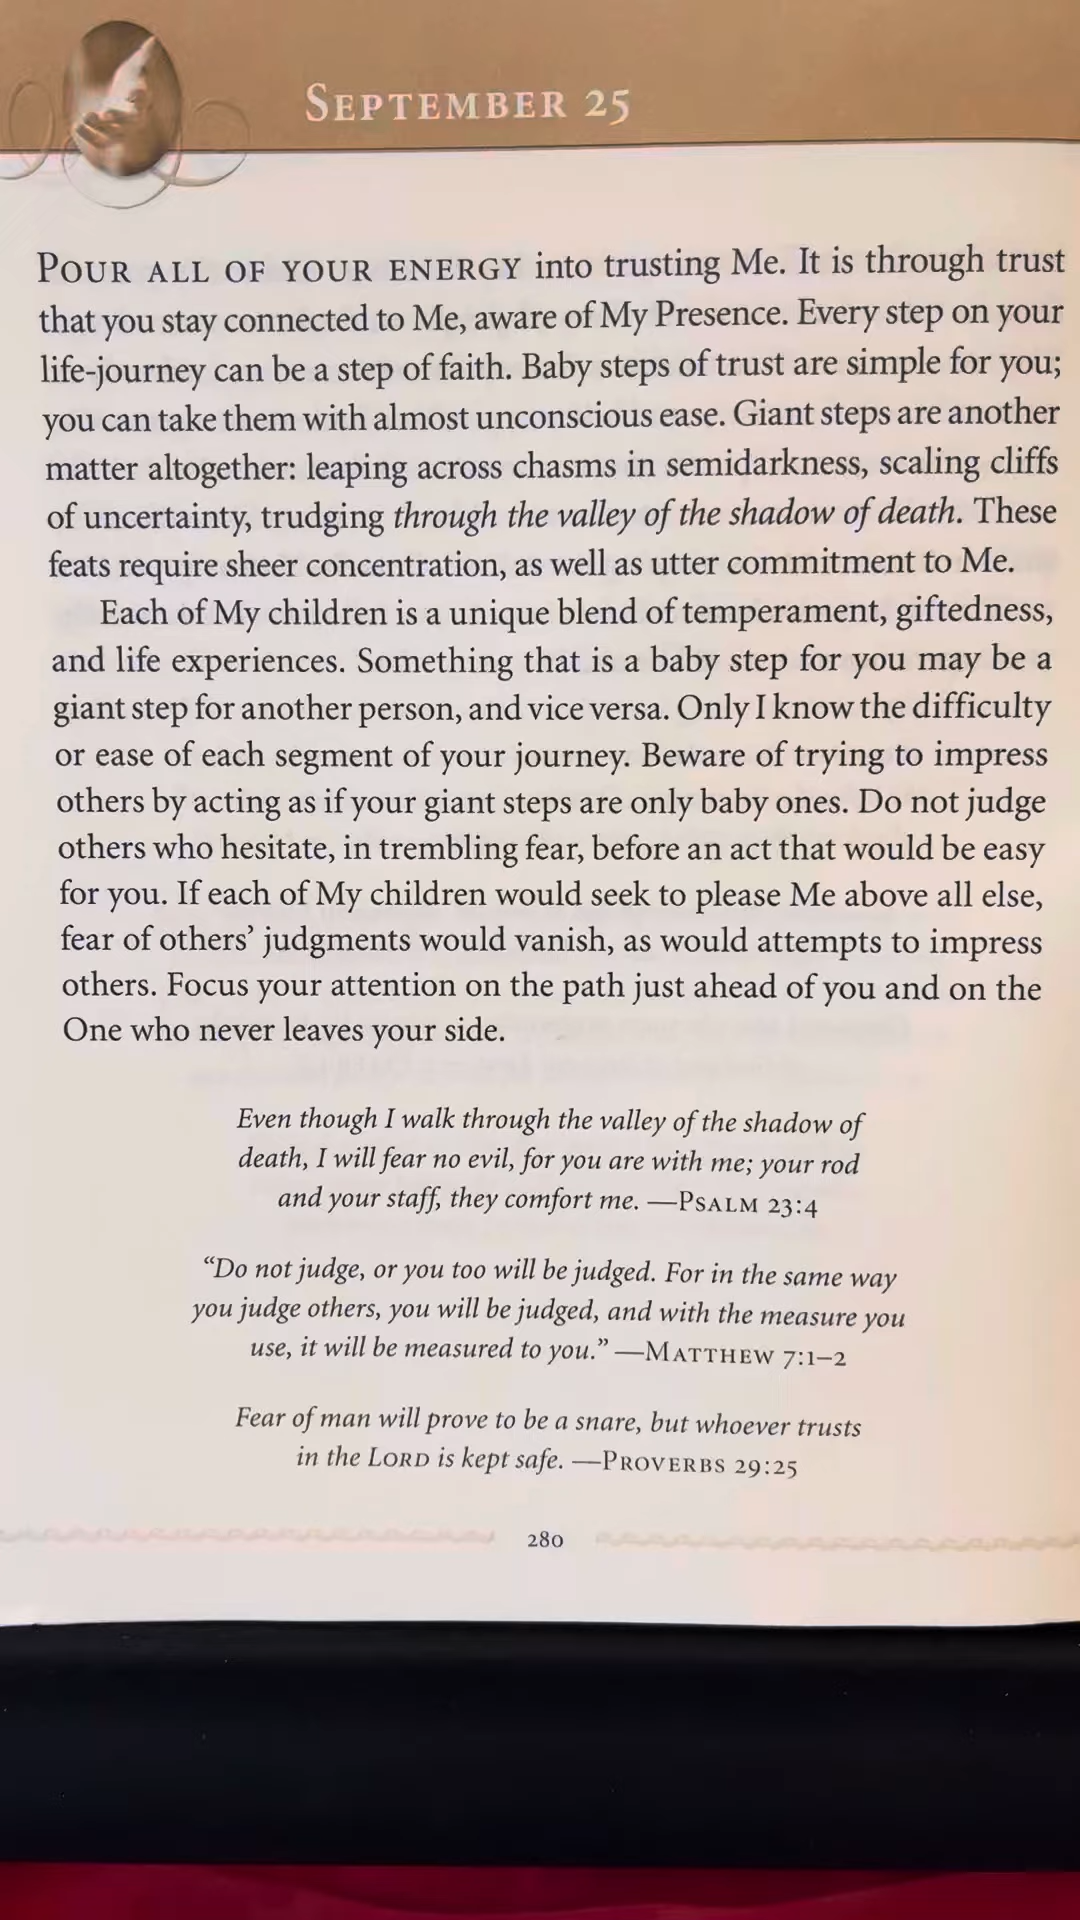 September 25
Pour all of your energy into trusting Me. It is through trust
that you stay connected to Me, aware of My Presence. Every step on your
life-journey can be a step of faith. Baby steps of trust are simple for you;
you can take them with almost unconscious ease. Giant steps are another
matter altogether: leaping across chasms in semidarkness, scaling cliffs
of uncertainty, trudging through the valley of the shadow of death. These
feats require sheer concentration, as well as utter commitment to Me.
Each of My children is a unique blend of temperament, giftedness,
and life experiences. Something that is a baby step for you may be a
giant step for another person, and vice versa. Only I know the difficulty
or ease of each segment of your journey. Beware of trying to impress
others by acting as if your giant steps are only baby ones. Do not judge
others who hesitate, in trembling fear, before an act that would be easy
for you. If each of My children would seek to please Me above all else,
fear of others’ judgments would vanish, as would attempts to impress
others. Focus your attention on the path just ahead of you and on the
One who never leaves your side.
Even though I walk through the valley of the shadow of
death, I will fear no evil, for you are with me; your rod
and your staff, they comfort me. —Psalm 23:4
“Do not judge, or you too will be judged. For in the same way
you judge others, you will be judged, and with the measure you
use, it will be measured to you.” —Matthew 7:1–2
Fear of man will prove to be a snare, but whoever trusts
in the Lord is kept safe. —Proverbs 29:25
280